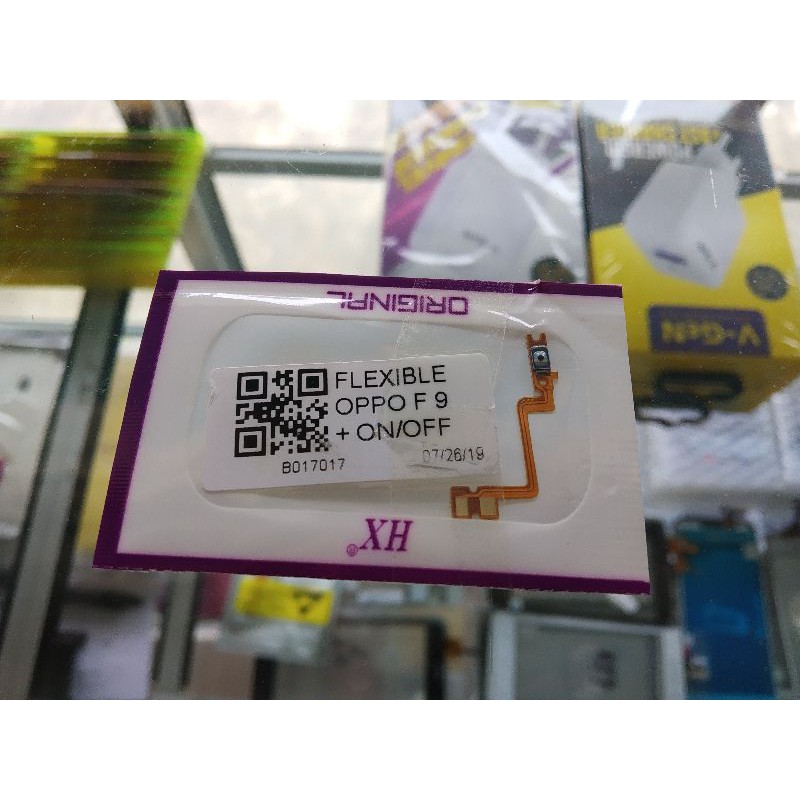 ORIGINAL
FLEXIBLE
OPPO F 9
+ ON/OFF
07/26/19
B017017
HX®
V-GeN